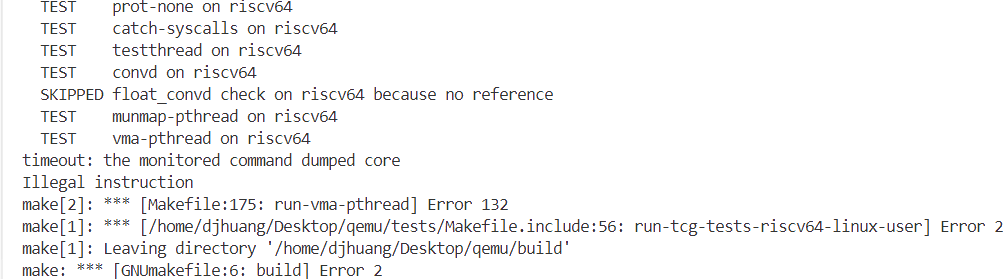 TEST prot-none on riscv64
TEST catch-syscalls on riscv64
TEST testthread on riscv64
TEST convd on riscv64
SKIPPED float_convd check on riscv64 because no reference
TEST munmap-pthread on riscv64
TEST vma-pthread on riscv64
timeout: the monitored command dumped core
Illegal instruction
make[2]: *** [Makefile:175: run-vma-pthread] Error 132
make[1]: *** [/home/djhuang/Desktop/qemu/tests/Makefile.include:56: run-tcg-tests-riscv64-linux-user] Error 2
make[1]: Leaving directory '/home/djhuang/Desktop/qemu/build'
make: *** [GNUmakefile:6: build] Error 2